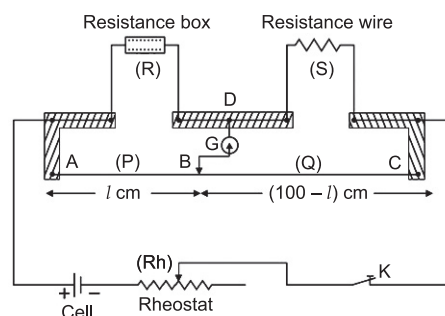 Resistance box Resistance wire
(R) (S)
D
G
A (P) B (Q) C
l cm (100 – l) cm
(Rh) K
+ –
Cell Rheostat